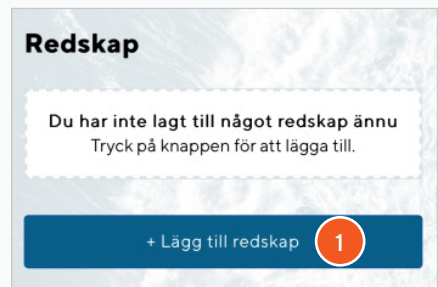 Redskap
Du har inte lagt till något redskap ännu
Tryck på knappen för att lägga till.
+ Lägg till redskap 1